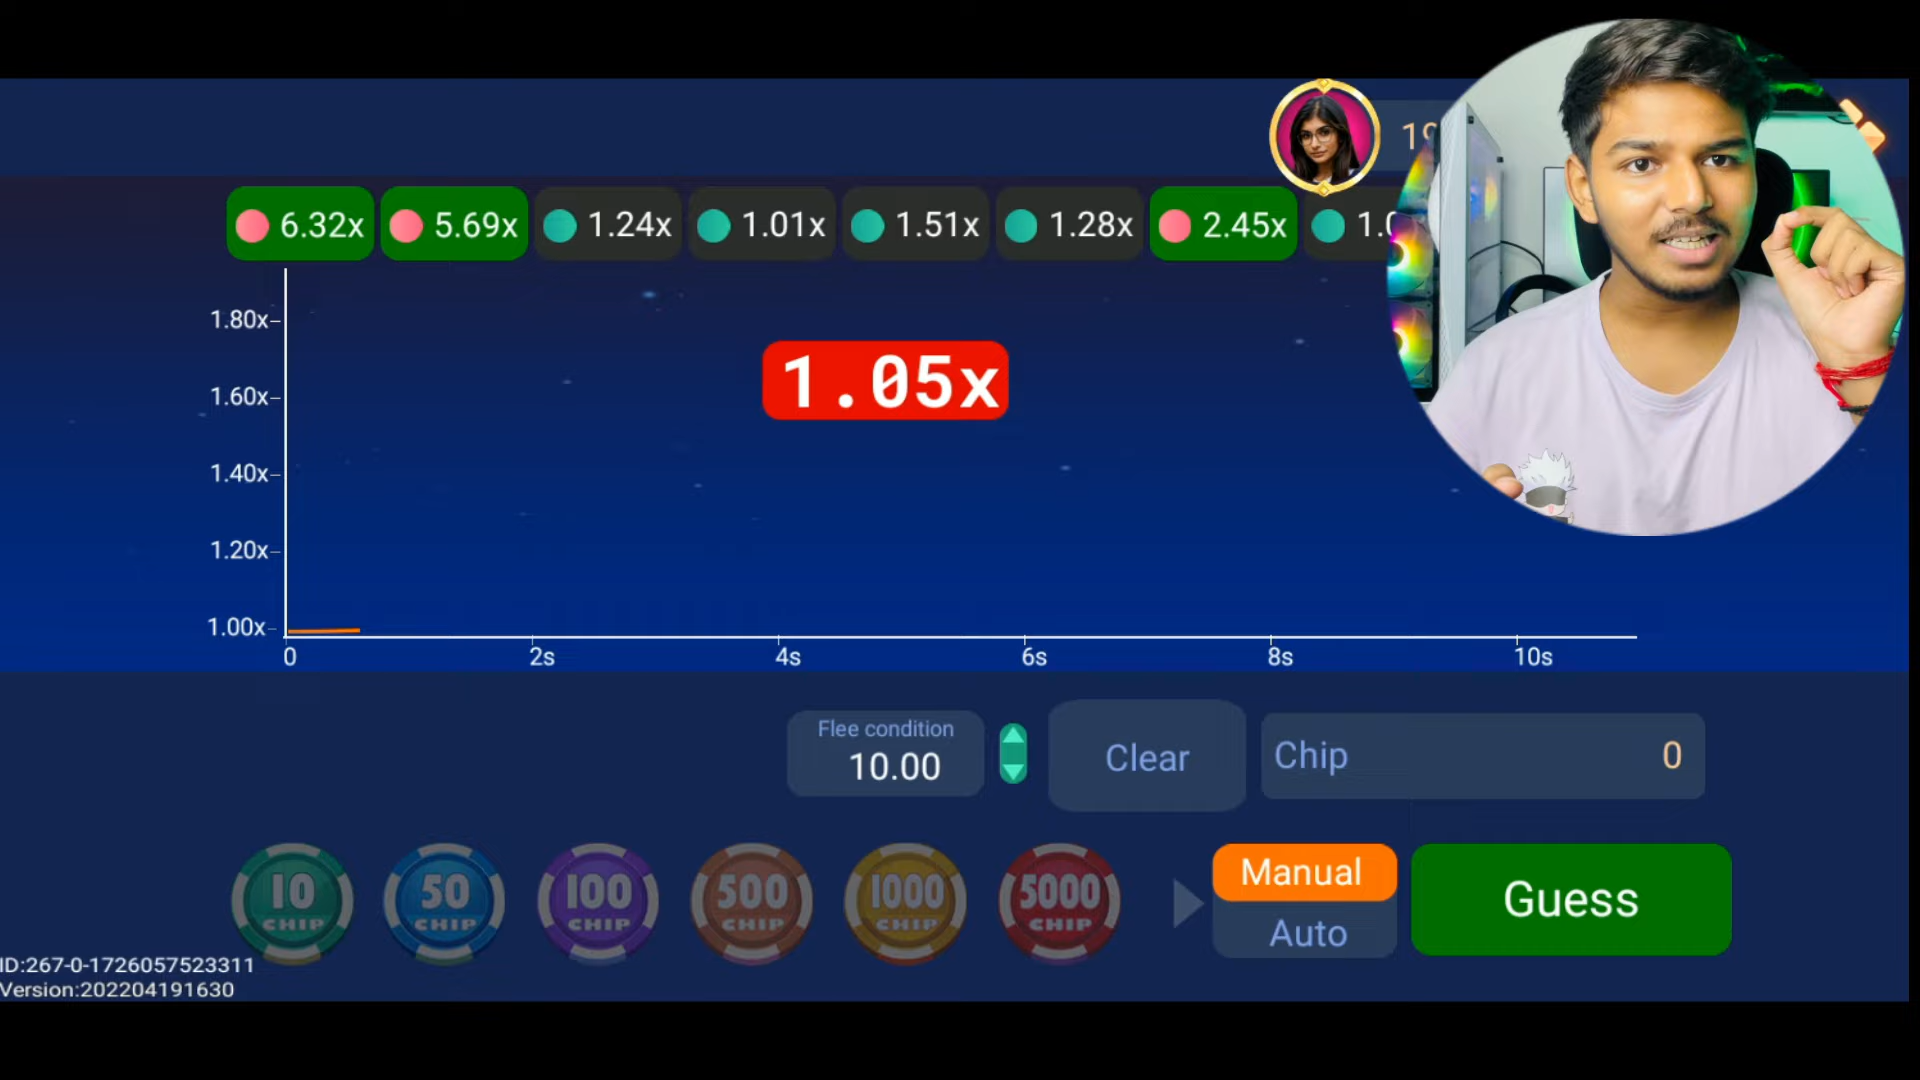 19
6.32x 5.69x 1.24x 1.01x 1.51x 1.28x 2.45x 1.0
1.80x
1.05x
1.60x
1.40x
1.20x
1.00x
0 2s 4s 6s 8s 10s
Flee condition
10.00
Clear
Chip 0
10 CHIP
50 CHIP
100 CHIP
500 CHIP
1000 CHIP
5000 CHIP
Manual
Auto
Guess
ID:267-0-1726057523311
Version:202204191630